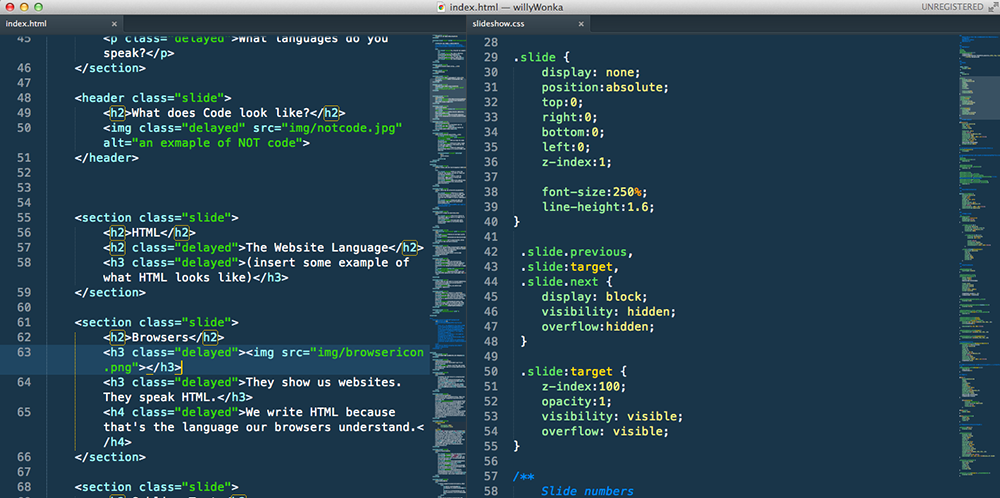 index.html — willyWonka
UNREGISTERED
index.html ×
slideshow.css ×
45 <p class="delayed">What languages do you
speak?</p>
46 </section>
47
48 <header class="slide">
49 <h2>What does Code look like?</h2>
50 <img class="delayed" src="img/notcode.jpg"
alt="an exmaple of NOT code">
51 </header>
52
53
54
55 <section class="slide">
56 <h2>HTML</h2>
57 <h2 class="delayed">The Website Language</h2>
58 <h3 class="delayed">(insert some example of
what HTML looks like)</h3>
59 </section>
60
61 <section class="slide">
62 <h2>Browsers</h2>
63 <h3 class="delayed"><img src="img/browsericon
.png"></h3>
64 <h3 class="delayed">They show us websites.
They speak HTML.</h3>
65 <h4 class="delayed">We write HTML because
that's the language our browsers understand.<
/h4>
66 </section>
67
68 <section class="slide">
28
29 .slide {
30 display: none;
31 position:absolute;
32 top:0;
33 right:0;
34 bottom:0;
35 left:0;
36 z-index:1;
37
38 font-size:250%;
39 line-height:1.6;
40 }
41
42 .slide.previous,
43 .slide:target,
44 .slide.next {
45 display: block;
46 visibility: hidden;
47 overflow:hidden;
48 }
49
50 .slide:target {
51 z-index:100;
52 opacity:1;
53 visibility: visible;
54 overflow: visible;
55 }
56
57 /**
58 Slide numbers